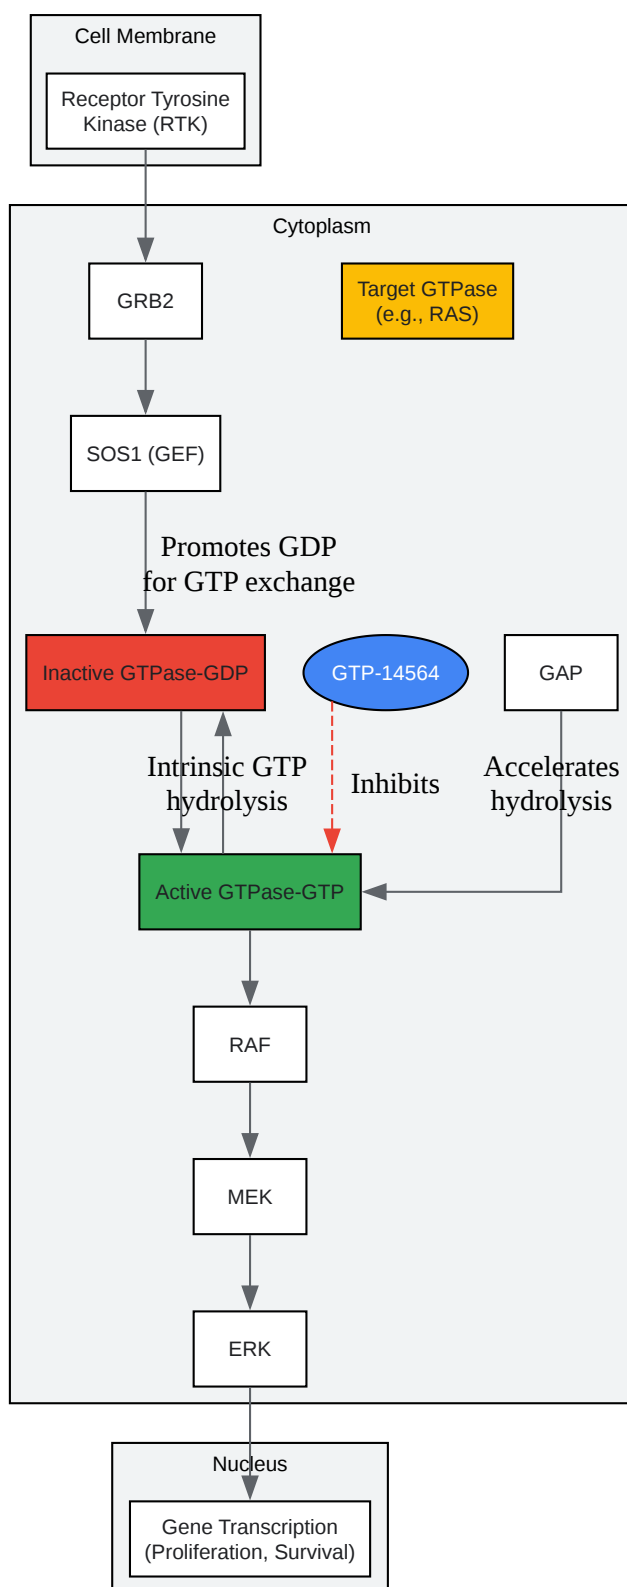 Cell Membrane
Receptor Tyrosine
Kinase (RTK)
Cytoplasm
GRB2
Target GTPase
(e.g., RAS)
SOS1 (GEF)
Promotes GDP
for GTP exchange
Inactive GTPase-GDP
GTP-14564
GAP
Intrinsic GTP
hydrolysis
Inhibits
Accelerates
hydrolysis
Active GTPase-GTP
RAF
MEK
ERK
Nucleus
Gene Transcription
(Proliferation, Survival)